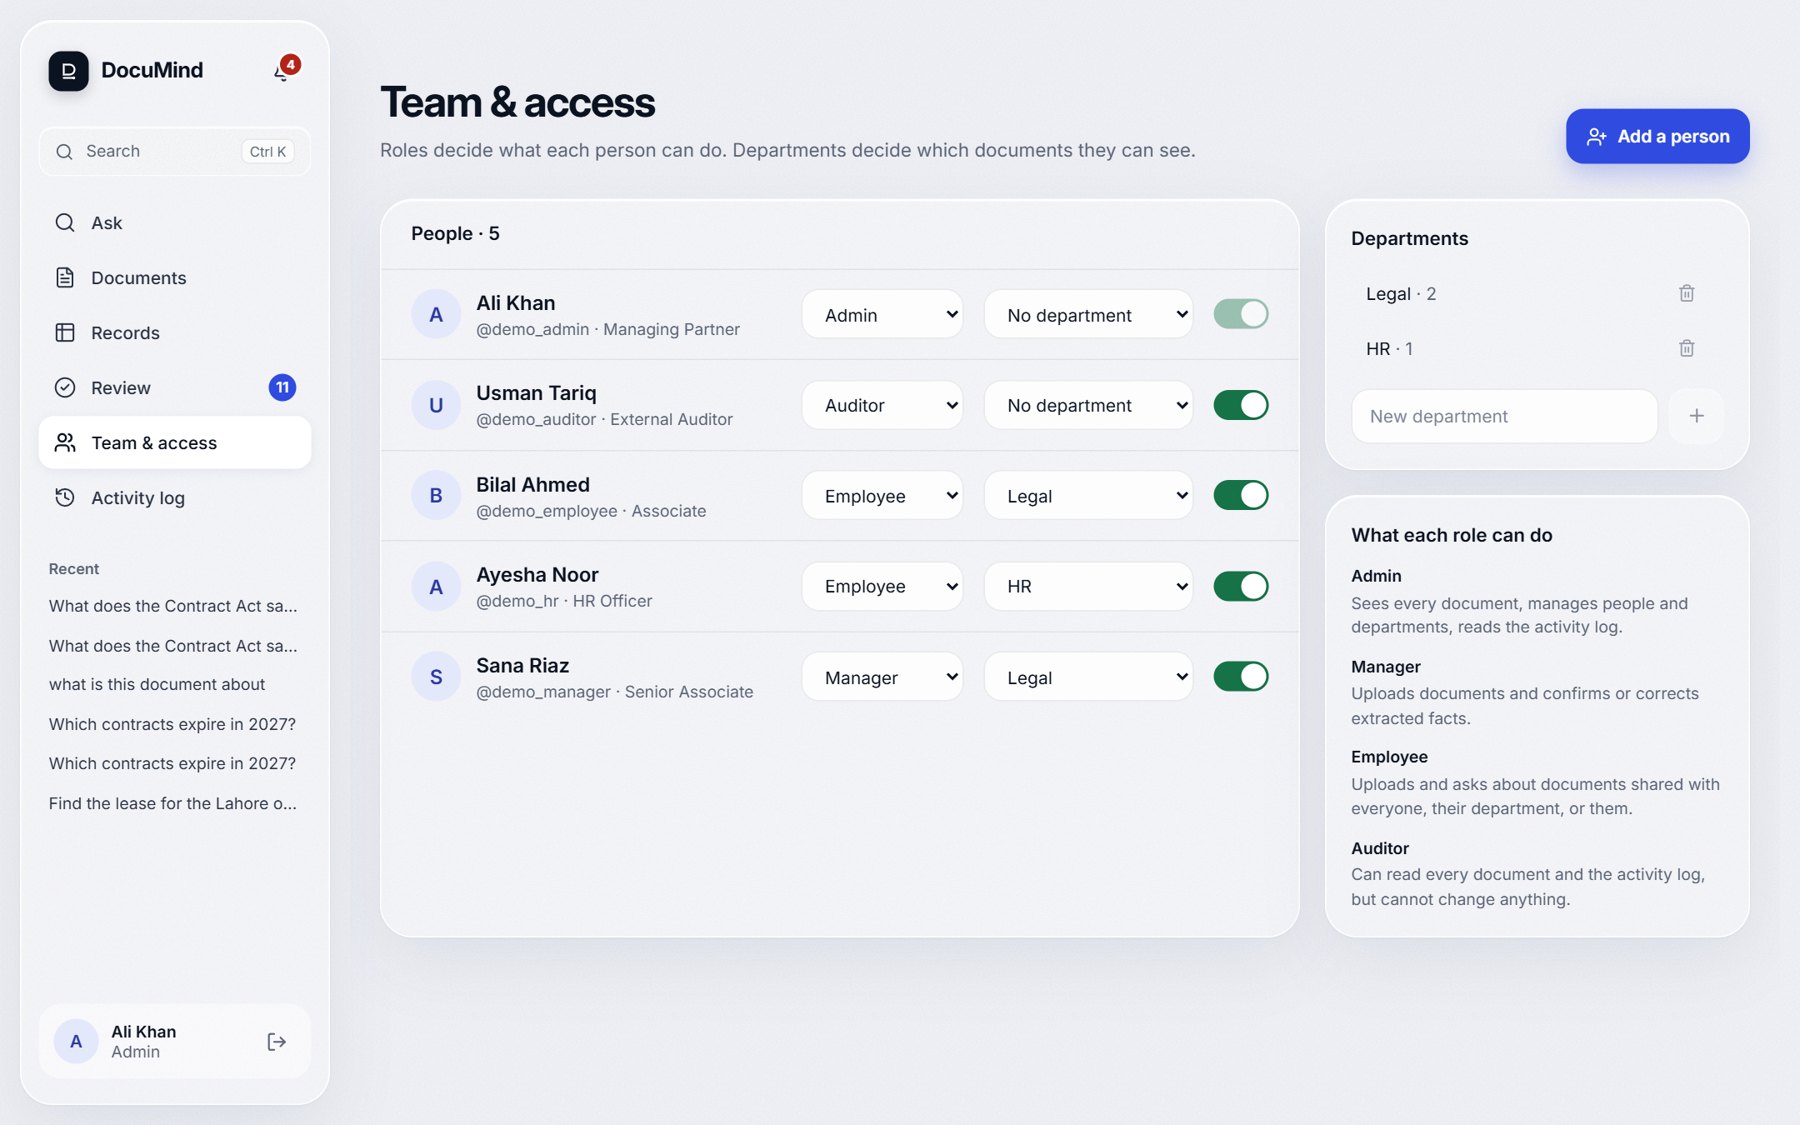 DocuMind
4
Search
Ctrl K
Ask
Documents
Records
Review
11
Team & access
Activity log
Recent
What does the Contract Act sa...
What does the Contract Act sa...
what is this document about
Which contracts expire in 2027?
Which contracts expire in 2027?
Find the lease for the Lahore o...
A
Ali Khan
Admin
Team & access
Roles decide what each person can do. Departments decide which documents they can see.
Add a person
People · 5
A
Ali Khan
@demo_admin · Managing Partner
Admin
No department
U
Usman Tariq
@demo_auditor · External Auditor
Auditor
No department
B
Bilal Ahmed
@demo_employee · Associate
Employee
Legal
A
Ayesha Noor
@demo_hr · HR Officer
Employee
HR
S
Sana Riaz
@demo_manager · Senior Associate
Manager
Legal
Departments
Legal · 2
HR · 1
New department
What each role can do
Admin
Sees every document, manages people and
departments, reads the activity log.
Manager
Uploads documents and confirms or corrects
extracted facts.
Employee
Uploads and asks about documents shared with
everyone, their department, or them.
Auditor
Can read every document and the activity log,
but cannot change anything.